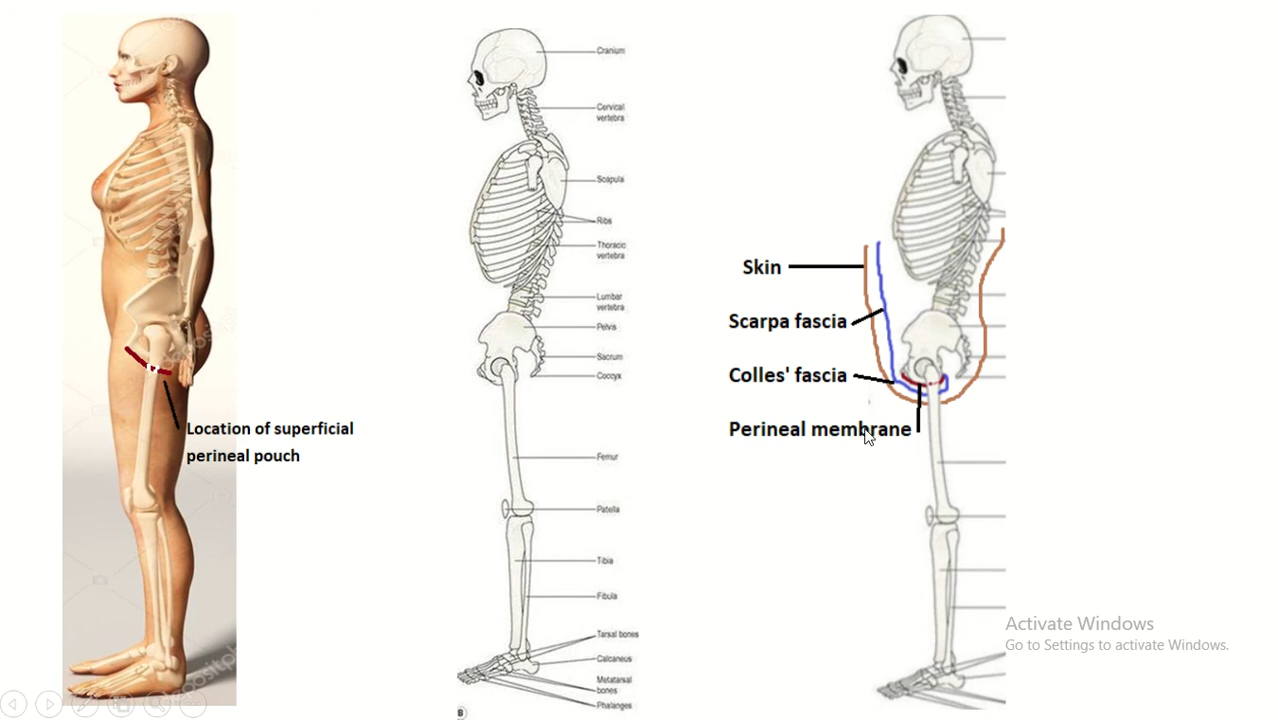 Location of superficial
perineal pouch
Cranium
Cervical
vertebra
Scapula
Ribs
Thoracic
vertebra
Lumbar
vertebra
Pelvis
Sacrum
Coccyx
Femur
Patella
Tibia
Fibula
Tarsal bones
Calcaneus
Metatarsal
bones
Phalanges
B
Skin
Scarpa fascia
Colles' fascia
Perineal membrane
Activate Windows
Go to Settings to activate Windows.